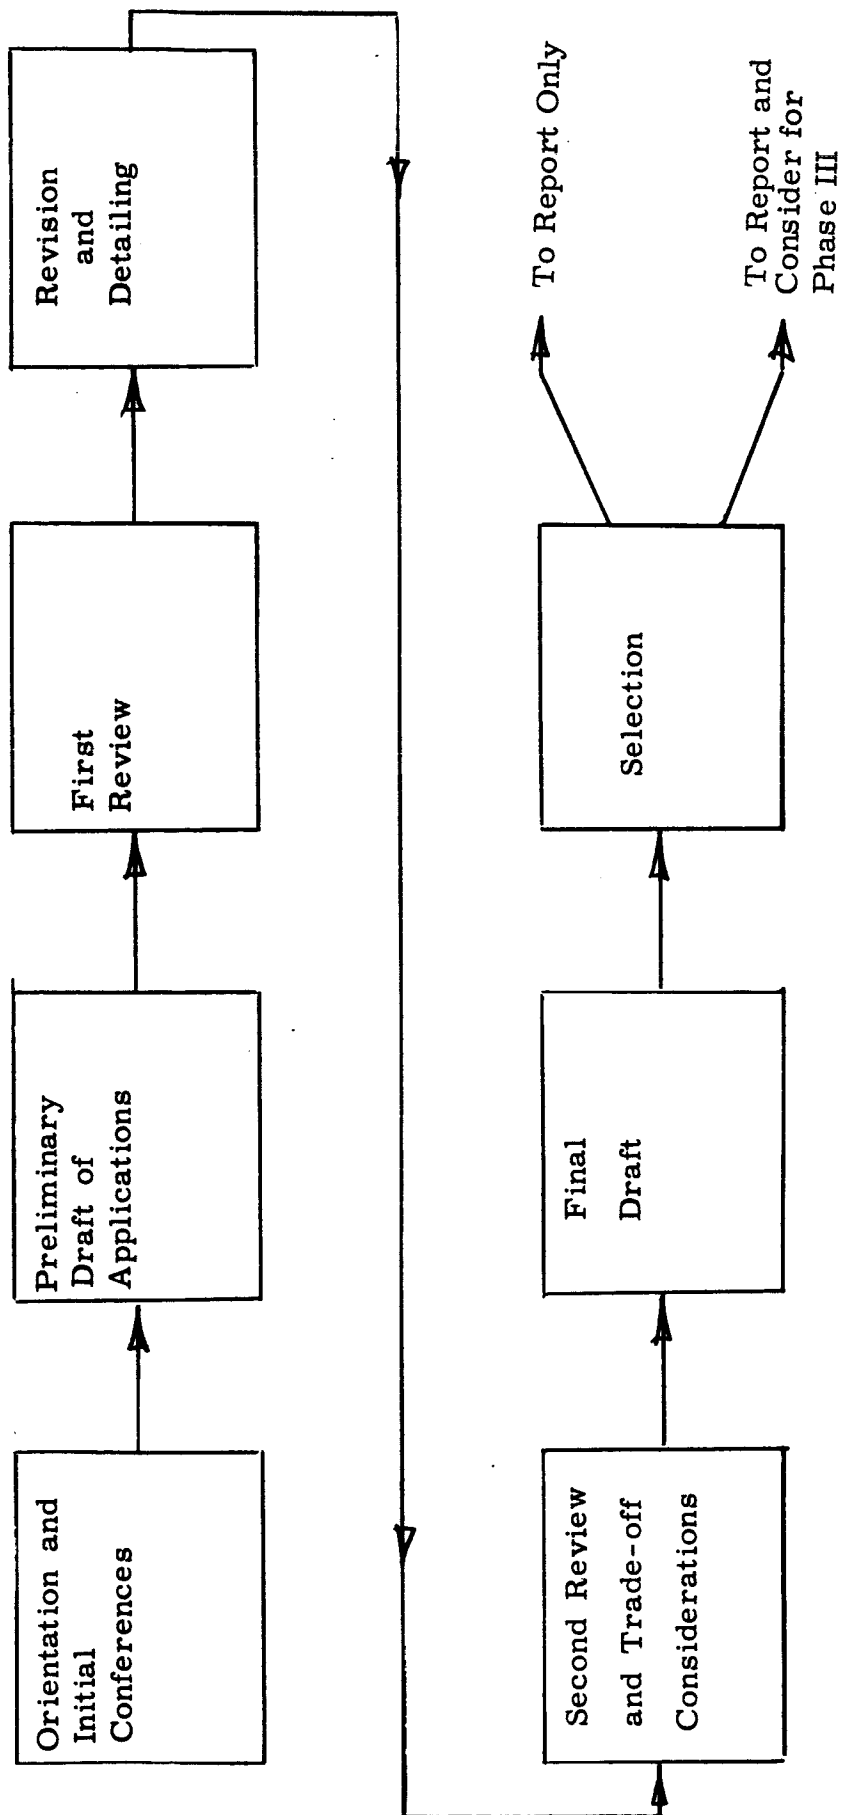 Orientation and
Initial
Conferences
Preliminary
Draft of
Applications
First
Review
Revision
and
Detailing
Second Review
and Trade-off
Considerations
Final
Draft
Selection
To Report Only
To Report and
Consider for
Phase III